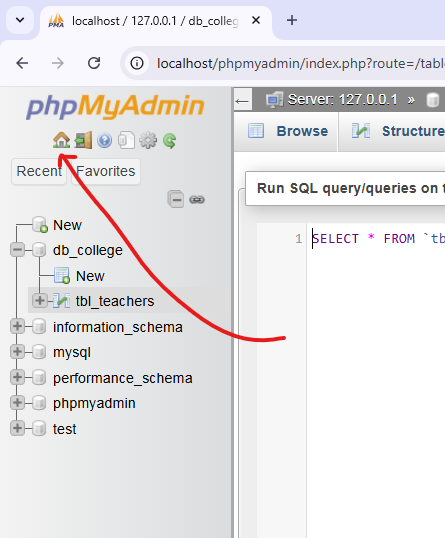 localhost / 127.0.0.1 / db_colleg
localhost/phpmyadmin/index.php?route=/tabl
phpMyAdmin
Recent Favorites
New
db_college
New
tbl_teachers
information_schema
mysql
performance_schema
phpmyadmin
test
← Server: 127.0.0.1 »
Browse Structure
Run SQL query/queries on t
1 SELECT * FROM `tb